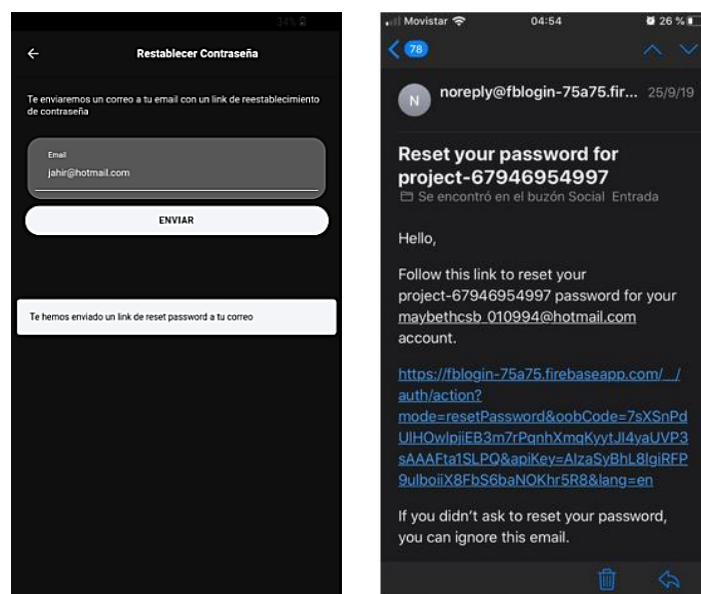 34%
Restablecer Contraseña
Te enviaremos un correo a tu email con un link de reestablecimiento
de contraseña
Email
jahir@hotmail.com
ENVIAR
Te hemos enviado un link de reset password a tu correo
Movistar 04:54 26 %
78
N noreply@fblogin-75a75.fir... 25/9/19
Reset your password for
project-67946954997
Se encontró en el buzón Social Entrada
Hello,
Follow this link to reset your
project-67946954997 password for your
maybethcsb_010994@hotmail.com
account.
https://fblogin-75a75.firebaseapp.com/__/
auth/action?
mode=resetPassword&oobCode=7sXSnPd
UlHOwlpjiEB3m7rPqnhXmqKyytJI4yaUVP3
sAAAFta1SLPQ&apiKey=AIzaSyBhL8IgiRFP
9ulboiiX8FbS6baNOKhr5R8&lang=en
If you didn't ask to reset your password,
you can ignore this email.